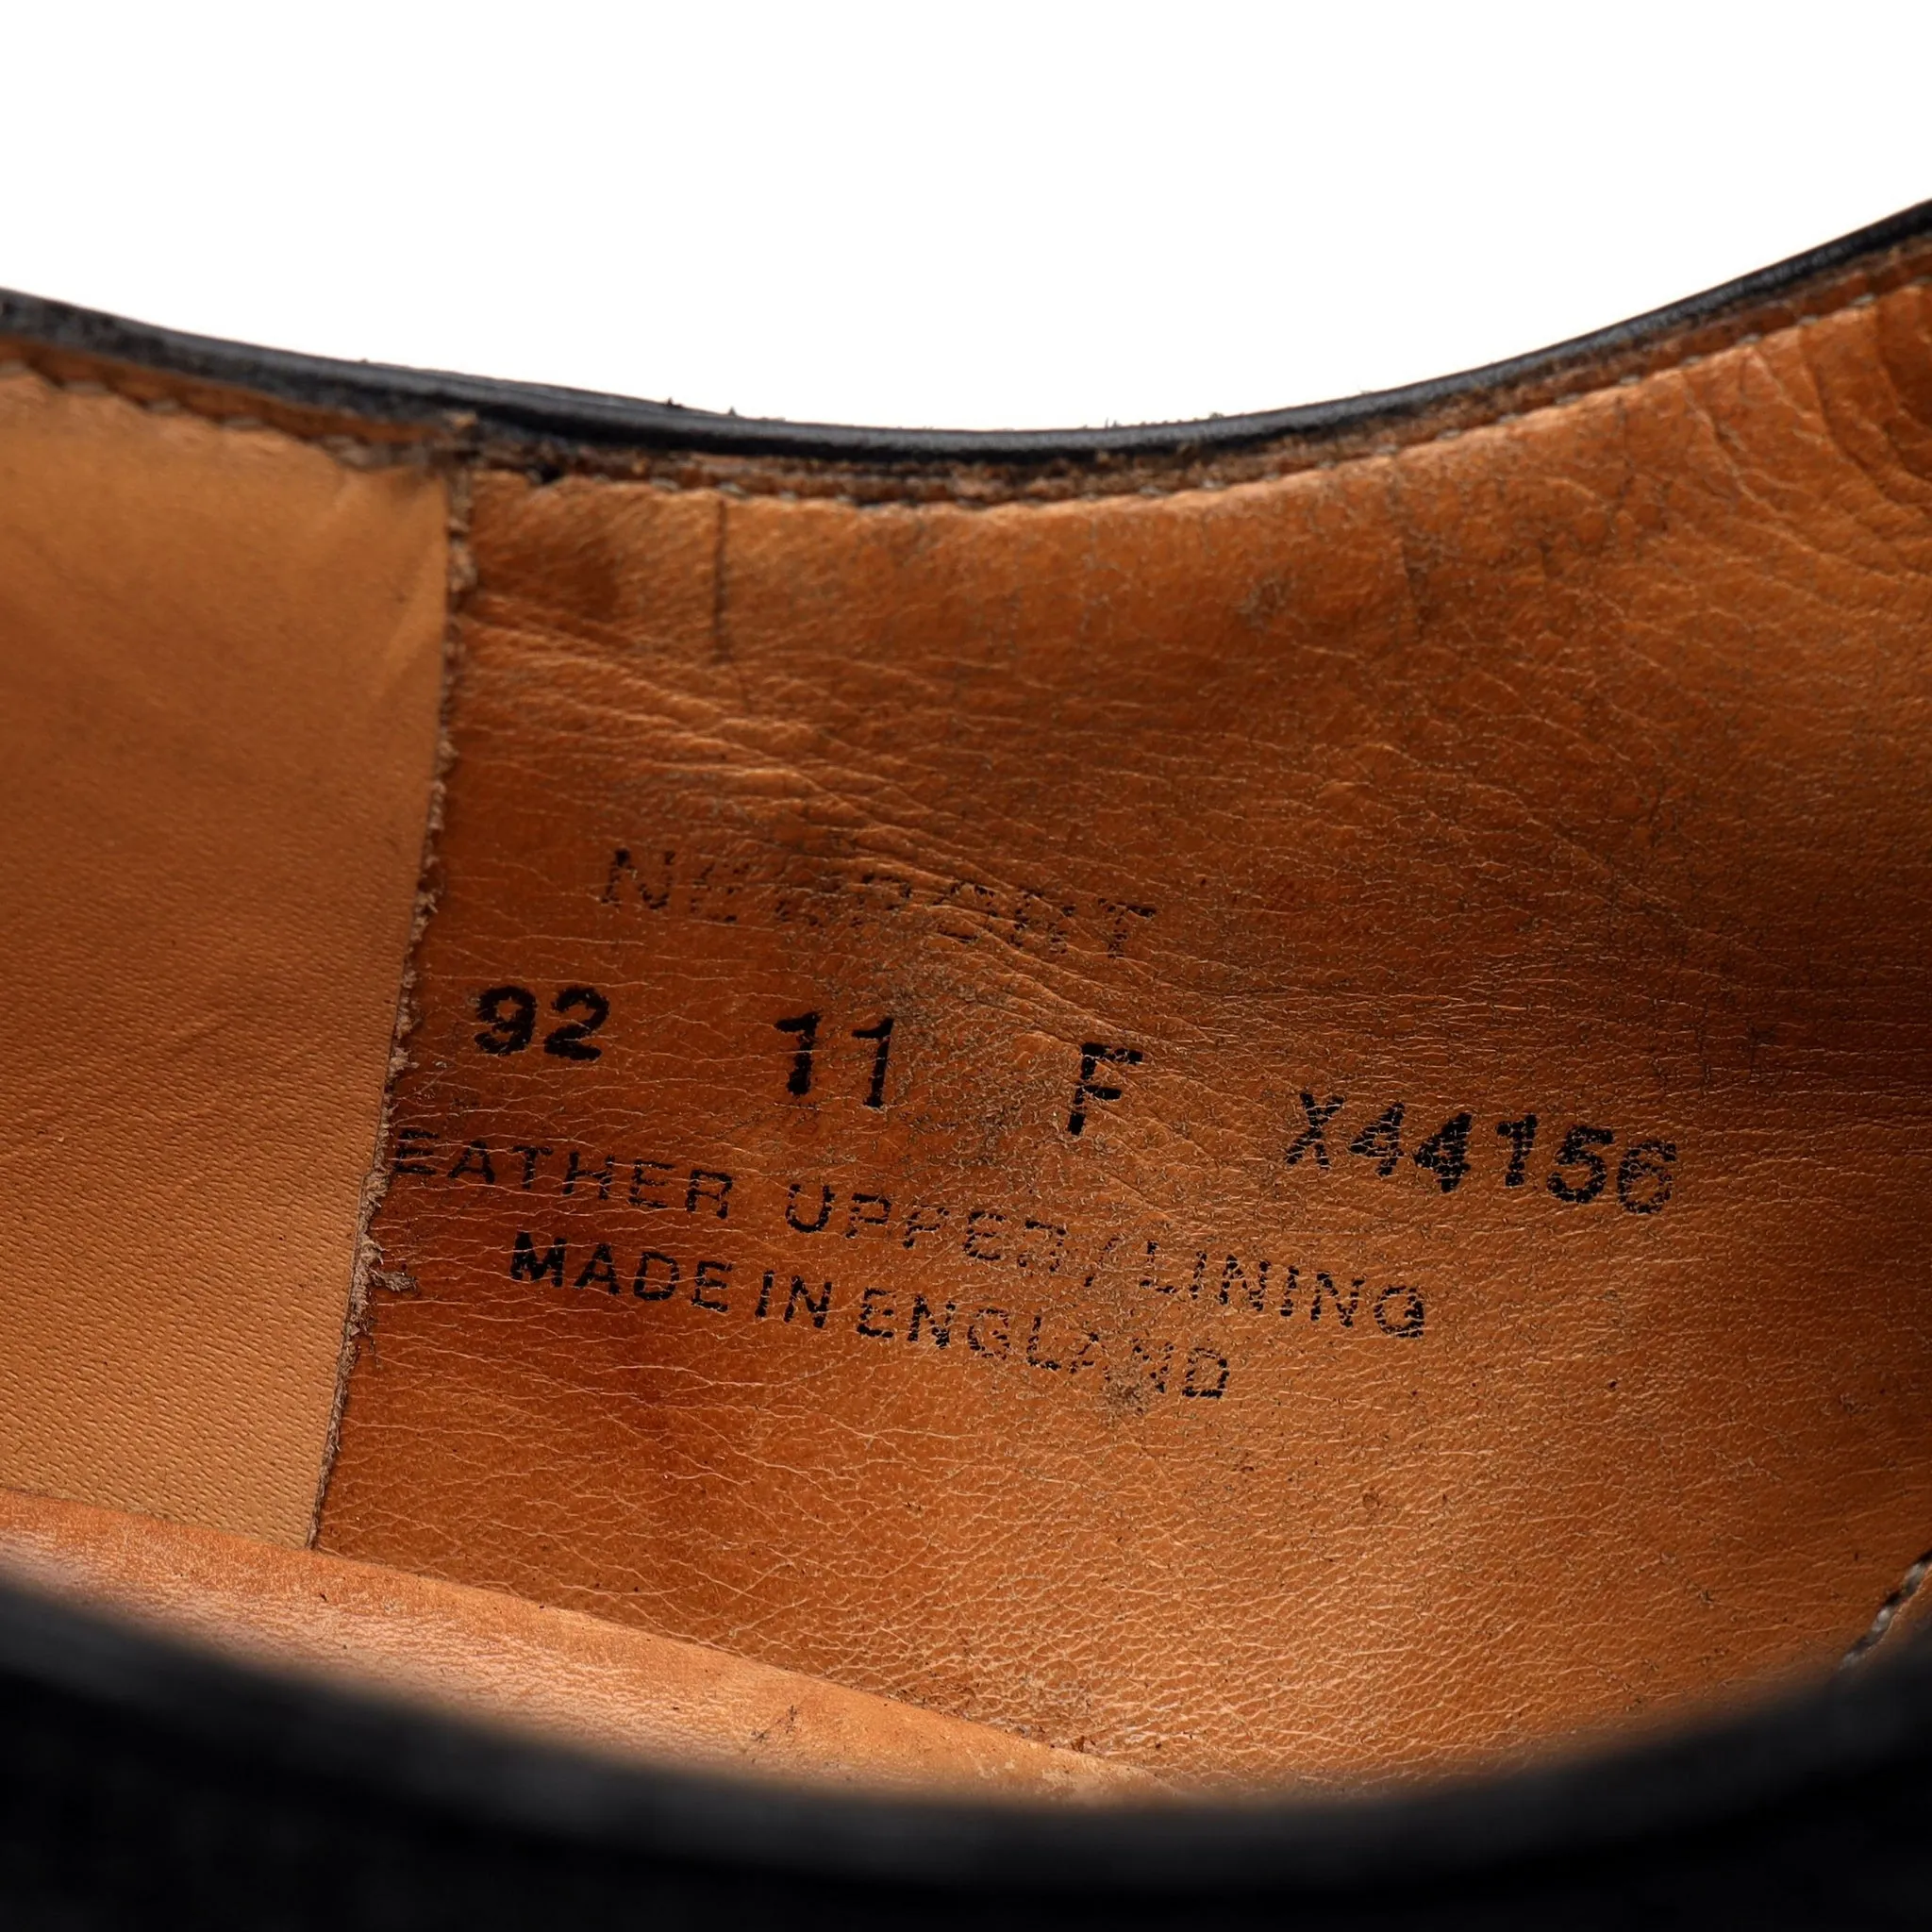 NEWPORT
92 11 F X44156
EATHER UPPER/LINING
MADE IN ENGLAND